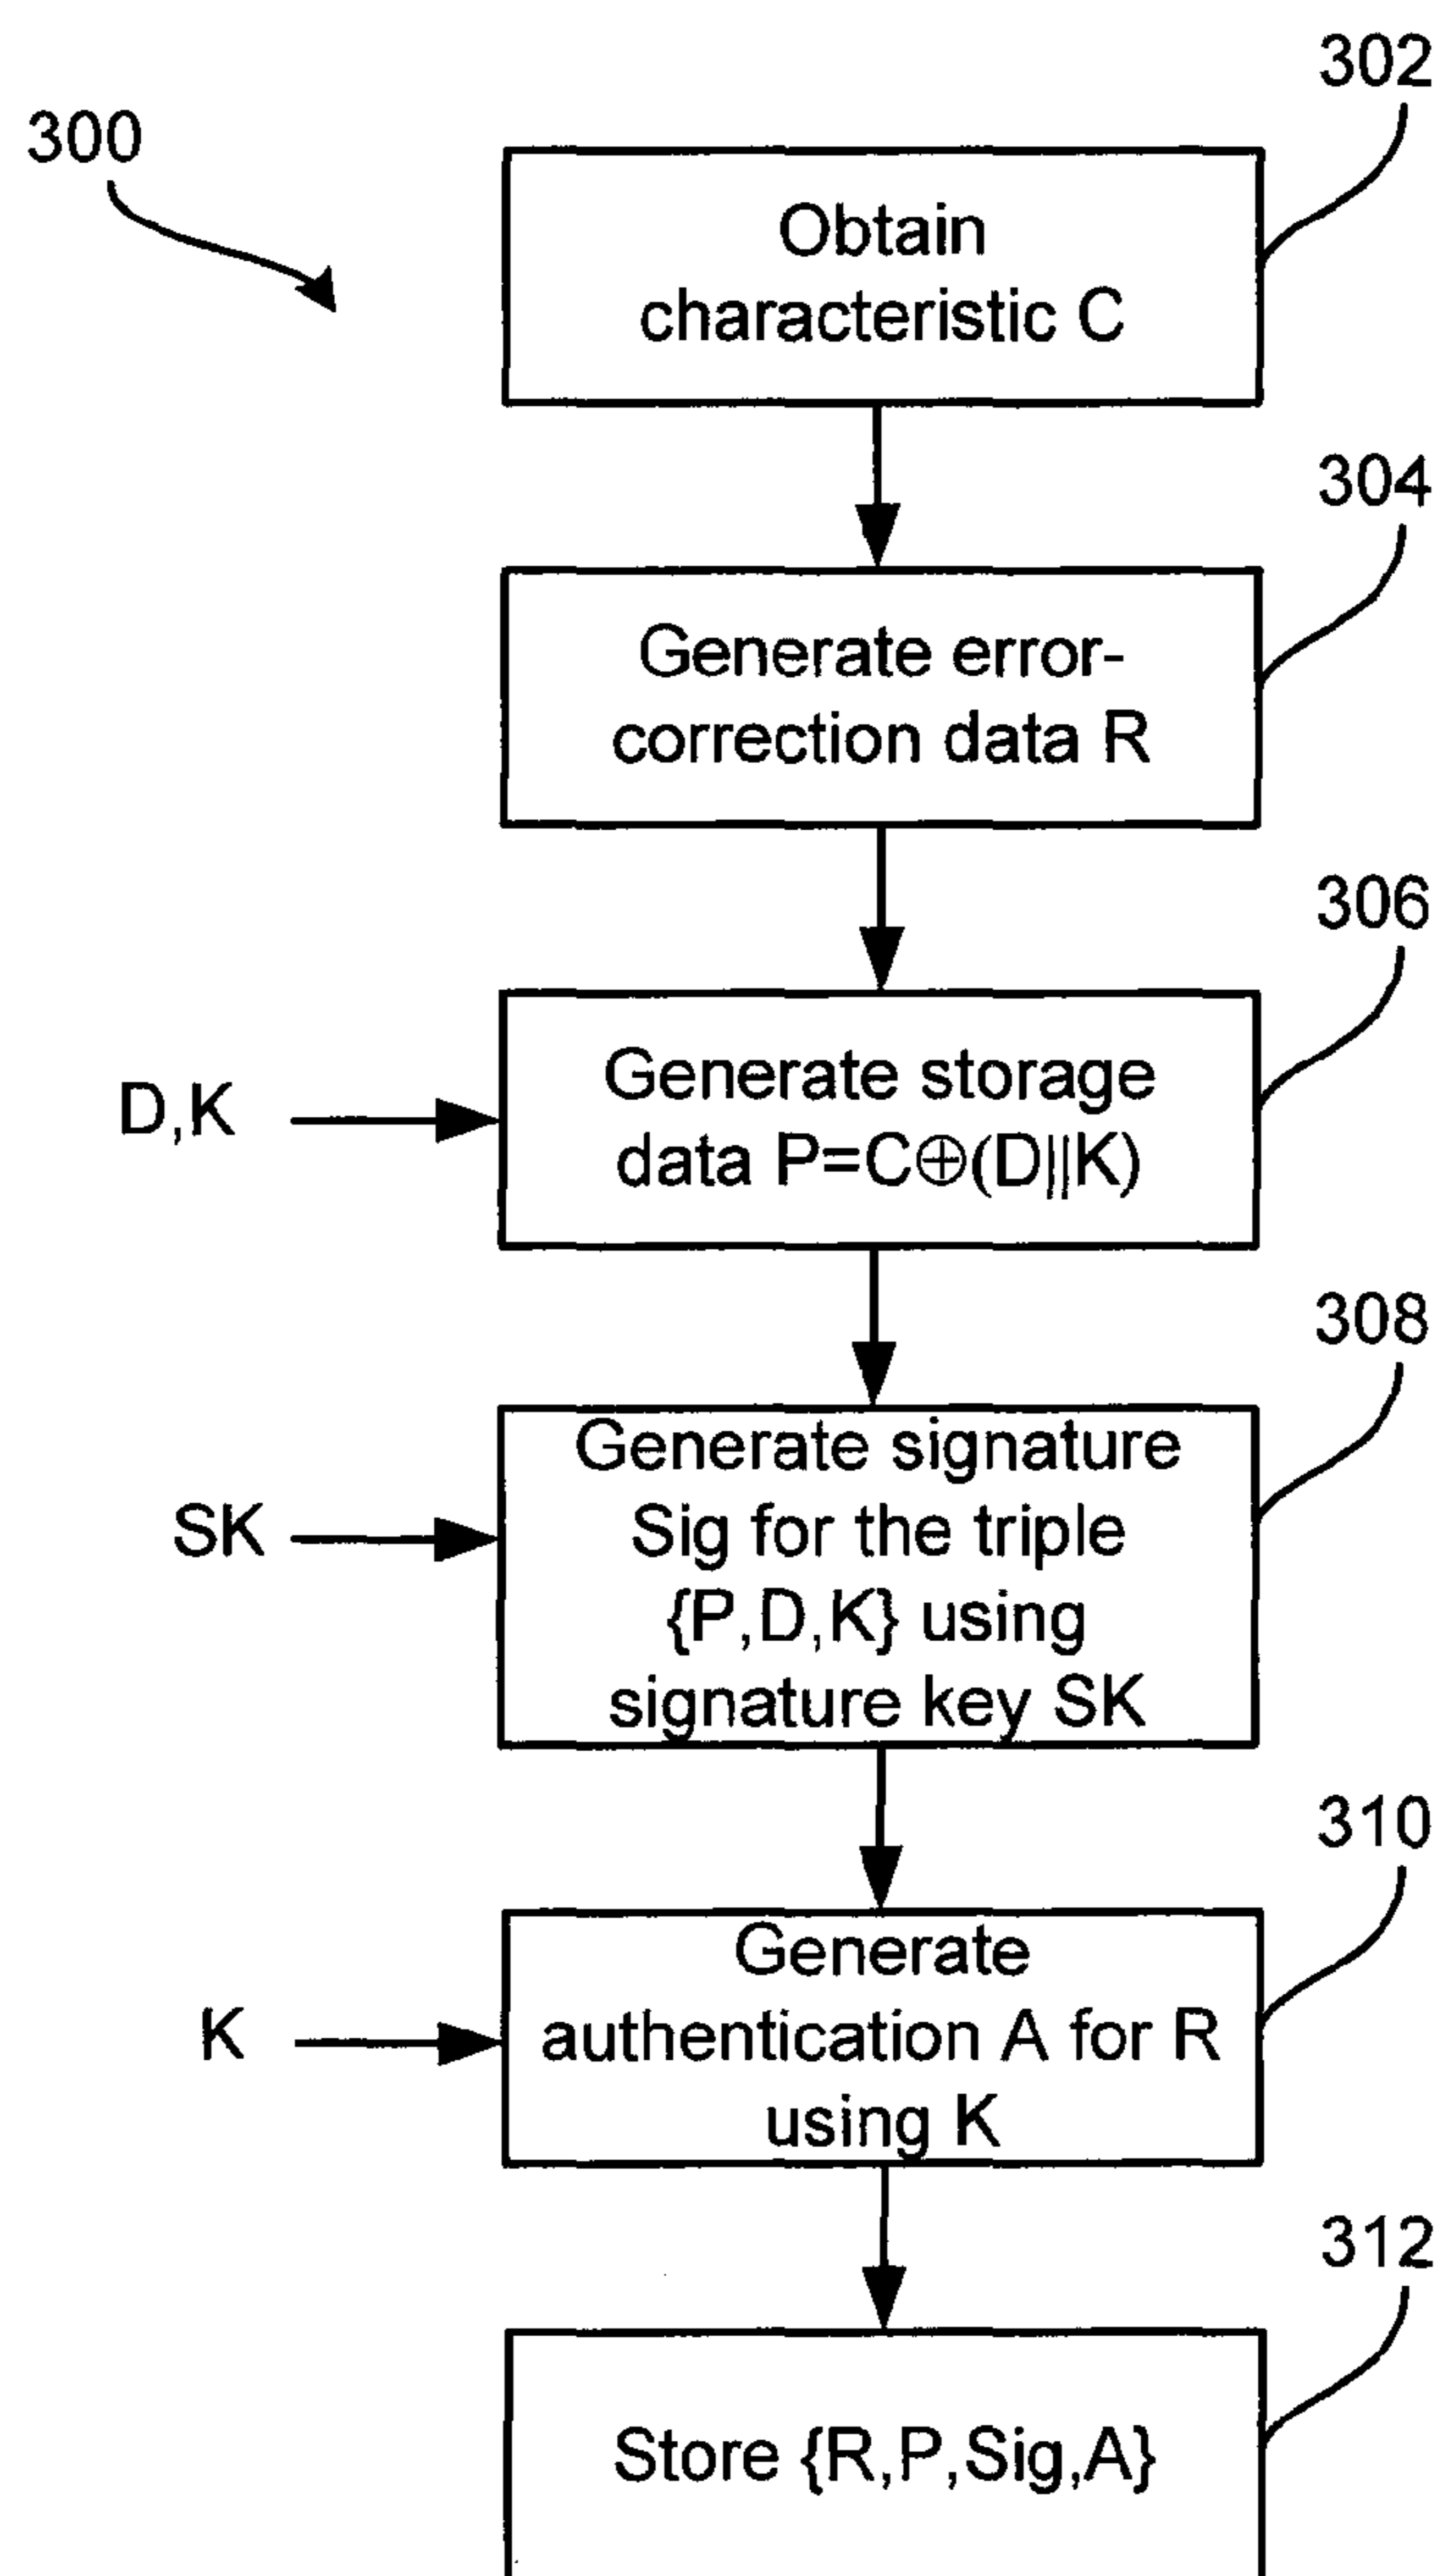 302
300
Obtain
characteristic C
304
Generate error-
correction data R
306
D,K
Generate storage
data P=C⊕(D||K)
308
Generate signature
SK
Sig for the triple
{P,D,K} using
signature key SK
310
Generate
K
authentication A for R
using K
312
Store {R,P,Sig,A}